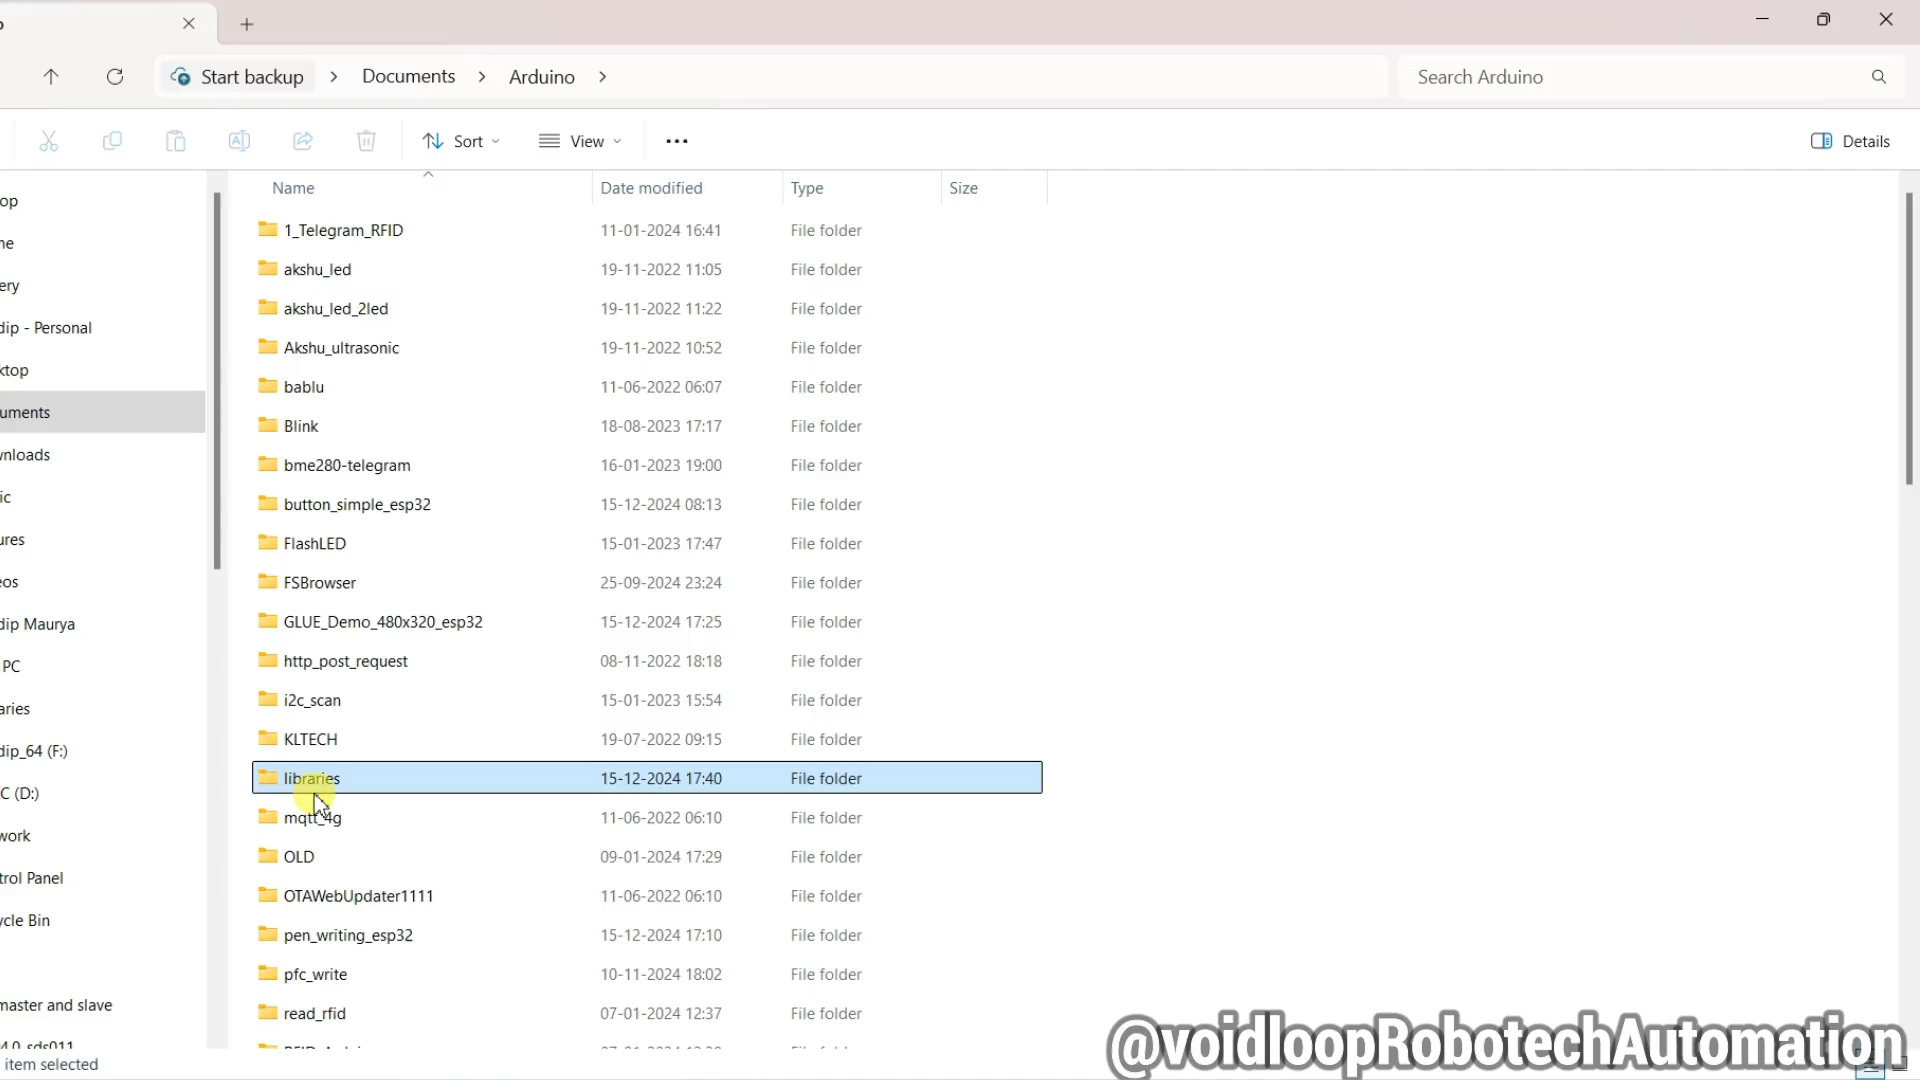 Start backup > Documents > Arduino >
Search Arduino
Sort
View
Details
Name Date modified Type Size
1_Telegram_RFID 11-01-2024 16:41 File folder
akshu_led 19-11-2022 11:05 File folder
akshu_led_2led 19-11-2022 11:22 File folder
Akshu_ultrasonic 19-11-2022 10:52 File folder
bablu 11-06-2022 06:07 File folder
Blink 18-08-2023 17:17 File folder
bme280-telegram 16-01-2023 19:00 File folder
button_simple_esp32 15-12-2024 08:13 File folder
FlashLED 15-01-2023 17:47 File folder
FSBrowser 25-09-2024 23:24 File folder
GLUE_Demo_480x320_esp32 15-12-2024 17:25 File folder
http_post_request 08-11-2022 18:18 File folder
i2c_scan 15-01-2023 15:54 File folder
KLTECH 19-07-2022 09:15 File folder
libraries 15-12-2024 17:40 File folder
mqtt_4g 11-06-2022 06:10 File folder
OLD 09-01-2024 17:29 File folder
OTAWebUpdater1111 11-06-2022 06:10 File folder
pen_writing_esp32 15-12-2024 17:10 File folder
pfc_write 10-11-2024 18:02 File folder
read_rfid 07-01-2024 12:37 File folder
op
me
ery
dip - Personal
ktop
uments
wnloads
ic
ures
eos
dip Maurya
PC
aries
dip_64 (F:)
C (D:)
work
trol Panel
ycle Bin
master and slave
item selected
@voidloopRobotechAutomation